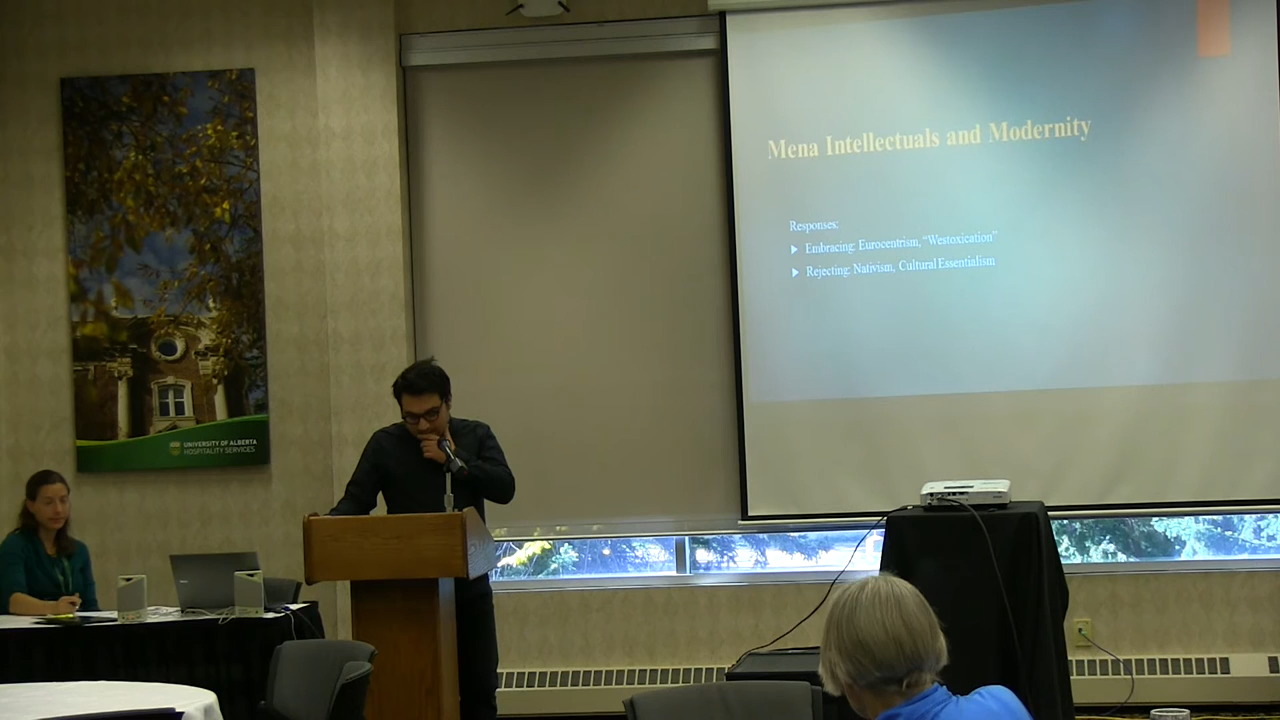 Mena Intellectuals and Modernity
Responses:
Embracing: Eurocentrism, “Westoxication”
Rejecting: Nativism, Cultural Essentialism
UNIVERSITY OF ALBERTA
HOSPITALITY SERVICES